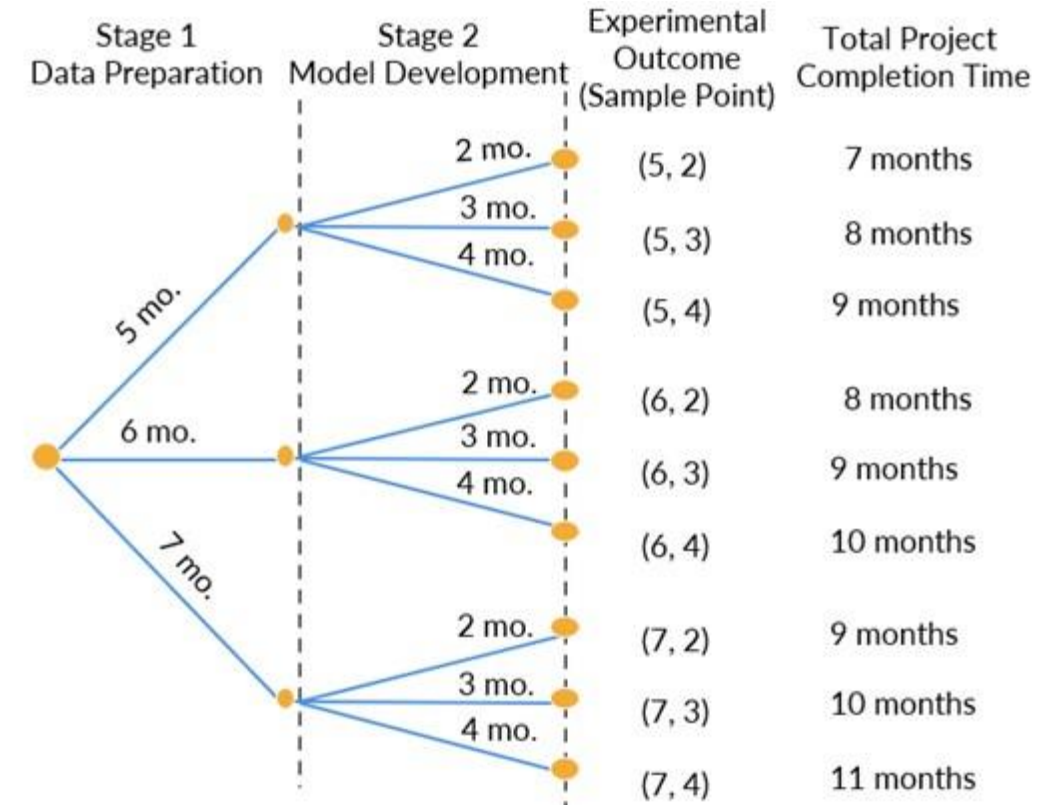 Stage 1
Data Preparation
Stage 2
Model Development
Experimental
Outcome
(Sample Point)
Total Project
Completion Time
5 mo.
6 mo.
7 mo.
2 mo.
(5, 2)
7 months
3 mo.
(5, 3)
8 months
4 mo.
(5, 4)
9 months
2 mo.
(6, 2)
8 months
3 mo.
(6, 3)
9 months
4 mo.
(6, 4)
10 months
2 mo.
(7, 2)
9 months
3 mo.
(7, 3)
10 months
4 mo.
(7, 4)
11 months